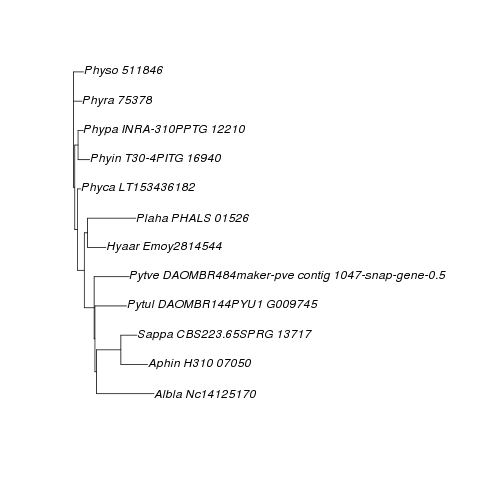 Physo 511846
Phyra 75378
Phypa INRA-310PPTG 12210
Phyin T30-4PITG 16940
Phyca LT153436182
Plaha PHALS 01526
Hyaar Emoy2814544
Pytve DAOMBR484maker-pve contig 1047-snap-gene-0.5
Pytul DAOMBR144PYU1 G009745
Sappa CBS223.65SPRG 13717
Aphin H310 07050
Albla Nc14125170